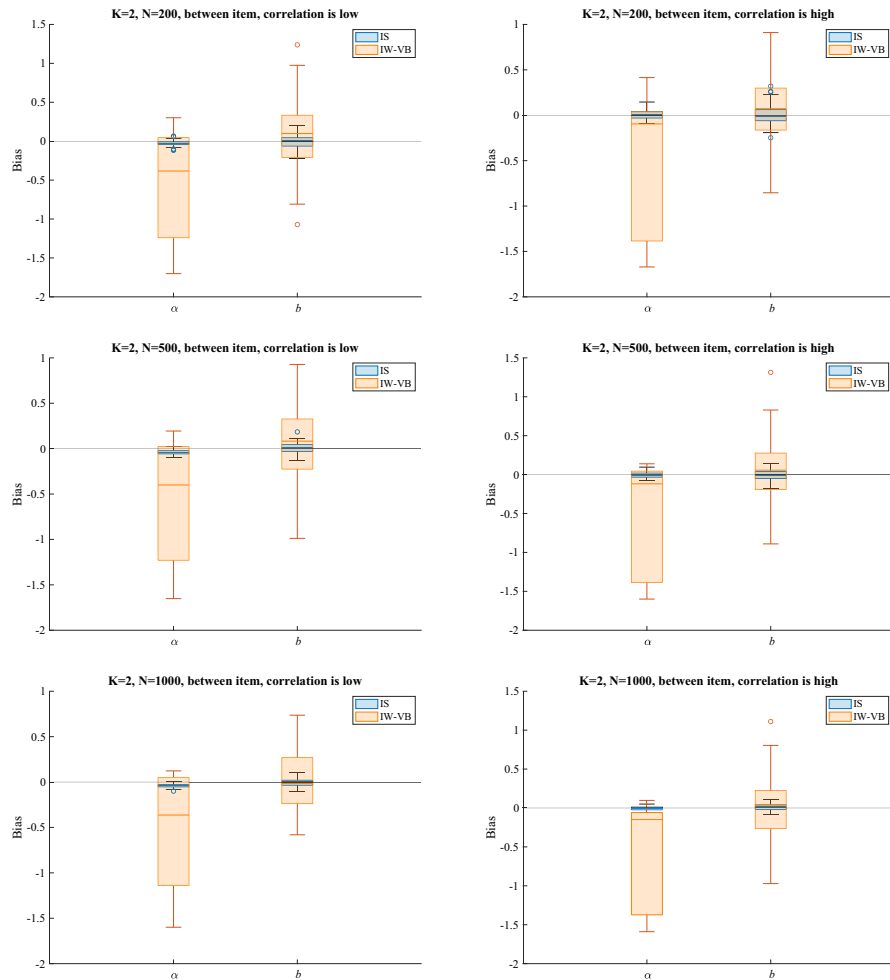 K=2, N=200, between item, correlation is low
1.5
1
0.5
0
-0.5
-1
-1.5
-2
Bias
α
b
IS
IW-VB
K=2, N=200, between item, correlation is high
1
0.5
0
-0.5
-1
-1.5
-2
Bias
α
b
IS
IW-VB
K=2, N=500, between item, correlation is low
1
0.5
0
-0.5
-1
-1.5
-2
Bias
α
b
IS
IW-VB
K=2, N=500, between item, correlation is high
1.5
1
0.5
0
-0.5
-1
-1.5
-2
Bias
α
b
IS
IW-VB
K=2, N=1000, between item, correlation is low
1
0.5
0
-0.5
-1
-1.5
-2
Bias
α
b
IS
IW-VB
K=2, N=1000, between item, correlation is high
1.5
1
0.5
0
-0.5
-1
-1.5
-2
Bias
α
b
IS
IW-VB